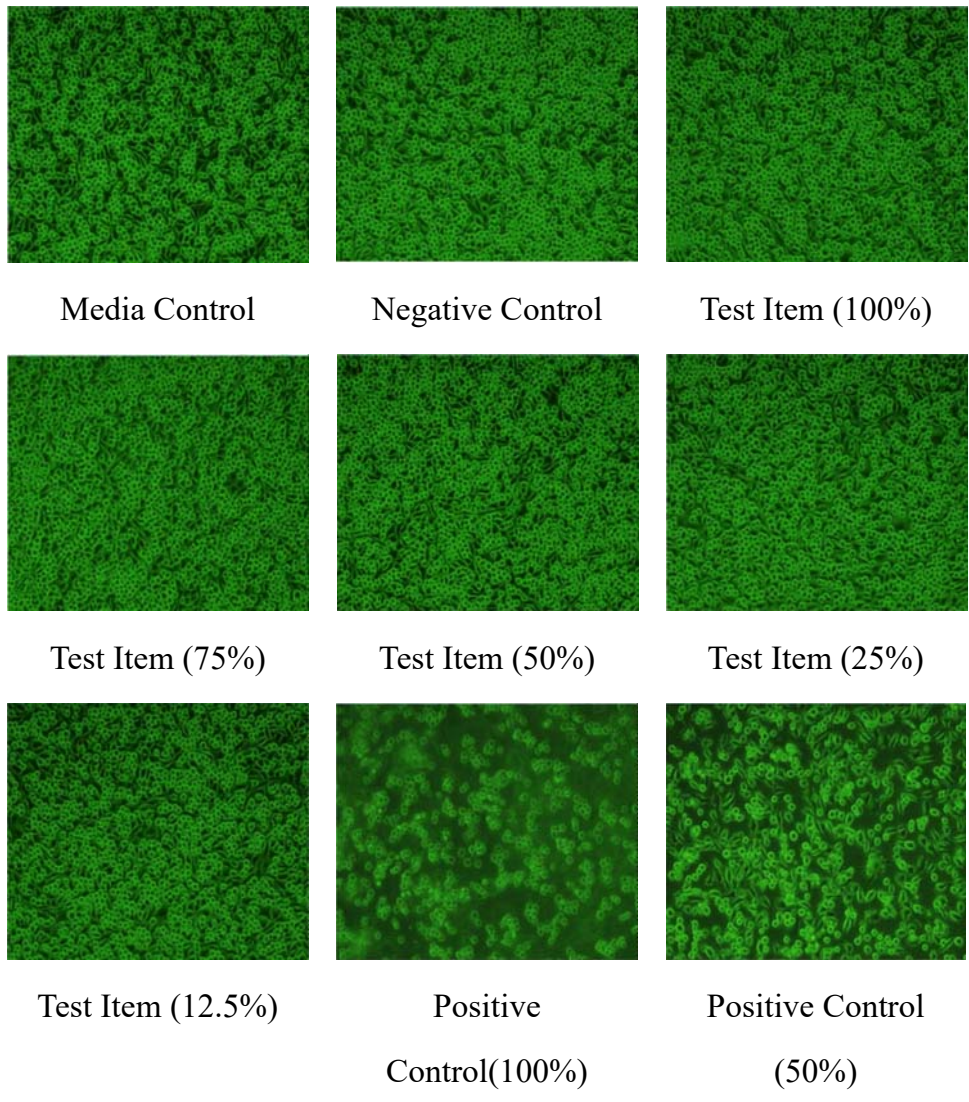 Media Control
Negative Control
Test Item (100%)
Test Item (75%)
Test Item (50%)
Test Item (25%)
Test Item (12.5%)
Positive
Control(100%)
Positive Control
(50%)